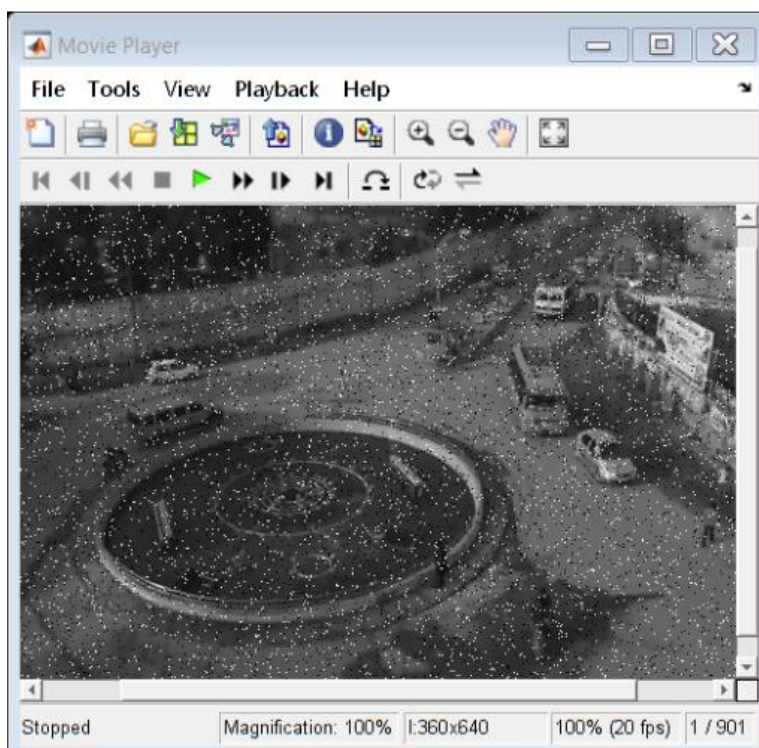 Movie Player
File Tools View Playback Help
Stopped Magnification: 100% I:360x640 100% (20 fps) 1 / 901